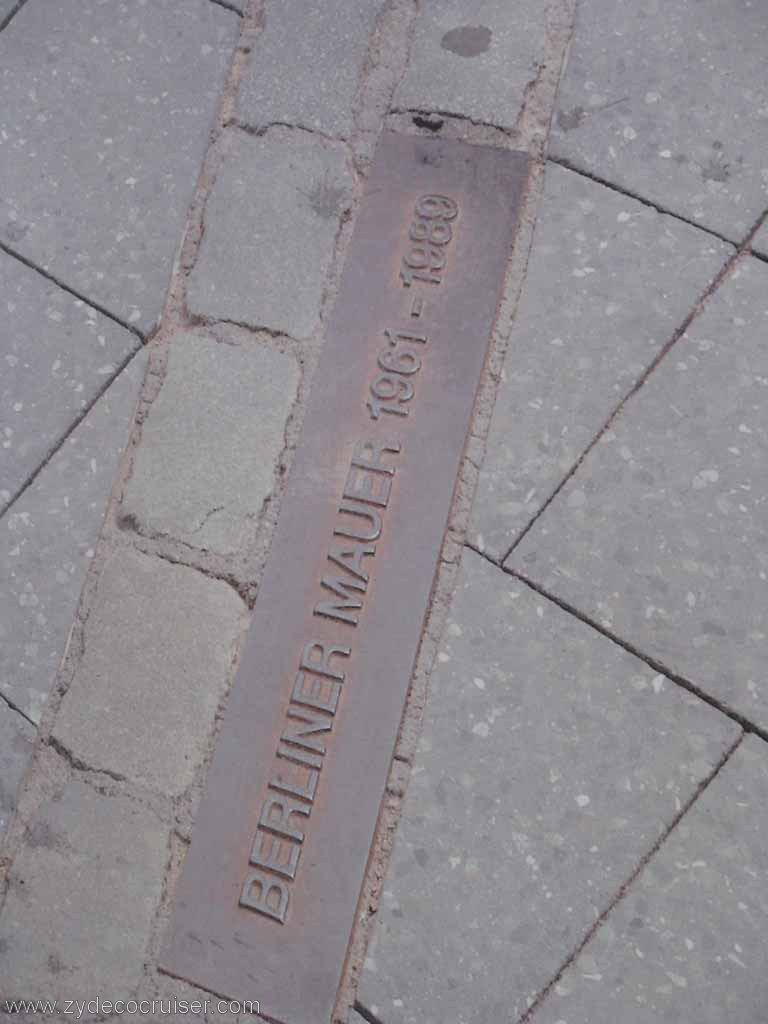 BERLINER MAUER 1961 - 1989
www.zydecocruiser.com